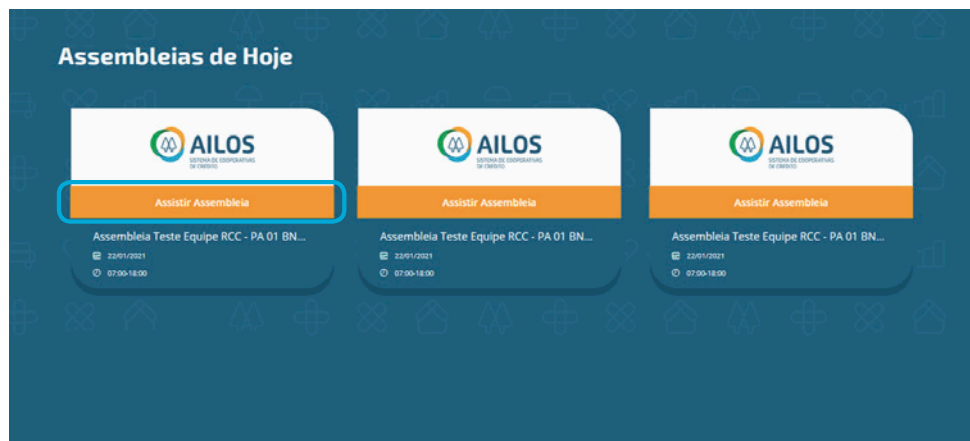 Assembleias de Hoje
AILOS
SISTEMA DE COOPERATIVAS
DE CRÉDITO
Assistir Assembleia
Assembleia Teste Equipe RCC - PA 01 BN...
22/01/2021
07:00-18:00
AILOS
SISTEMA DE COOPERATIVAS
DE CRÉDITO
Assistir Assembleia
Assembleia Teste Equipe RCC - PA 01 BN...
22/01/2021
07:00-18:00
AILOS
SISTEMA DE COOPERATIVAS
DE CRÉDITO
Assistir Assembleia
Assembleia Teste Equipe RCC - PA 01 BN...
22/01/2021
07:00-18:00